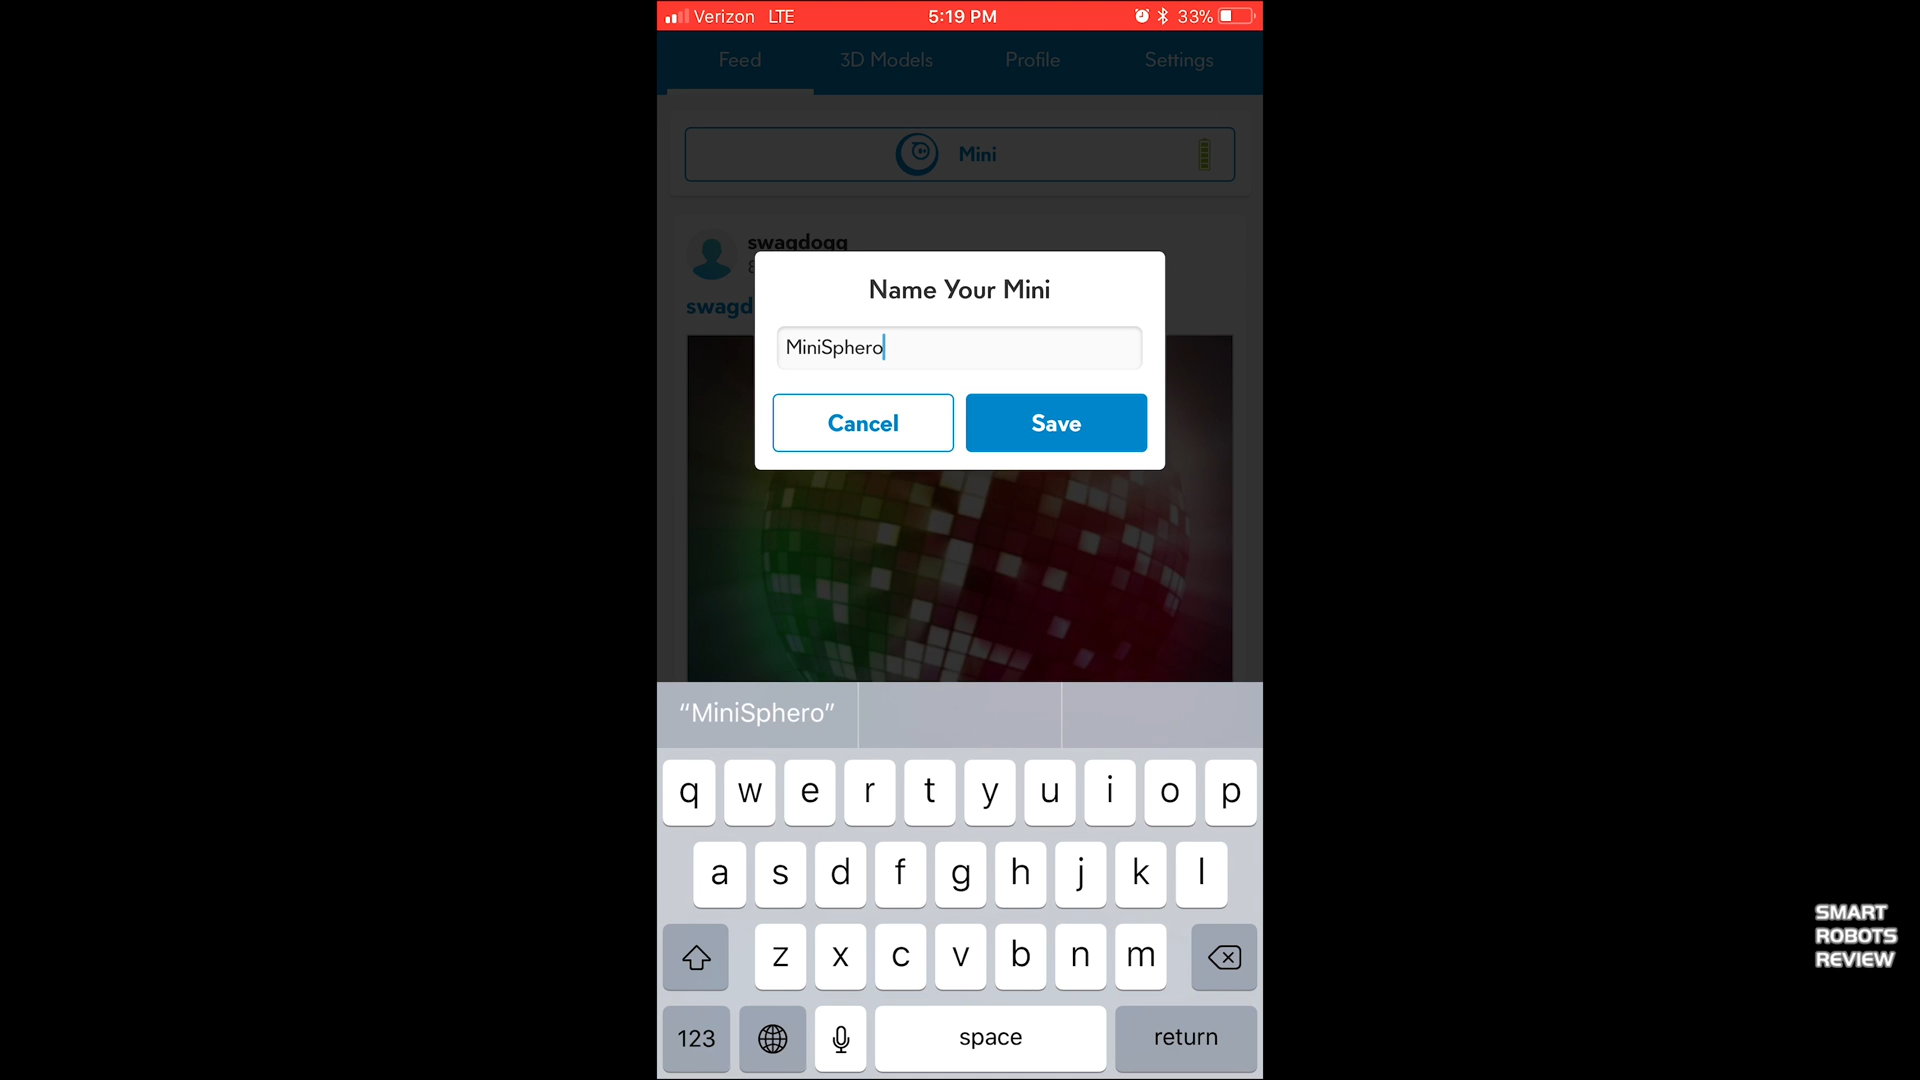 Verizon LTE 5:19 PM 33%
Feed 3D Models Profile Settings
Mini
swagdogg
swagd
Name Your Mini
MiniSphero
Cancel Save
“MiniSphero”
q w e r t y u i o p
a s d f g h j k l
z x c v b n m
123 space return
SMART
ROBOTS
REVIEW